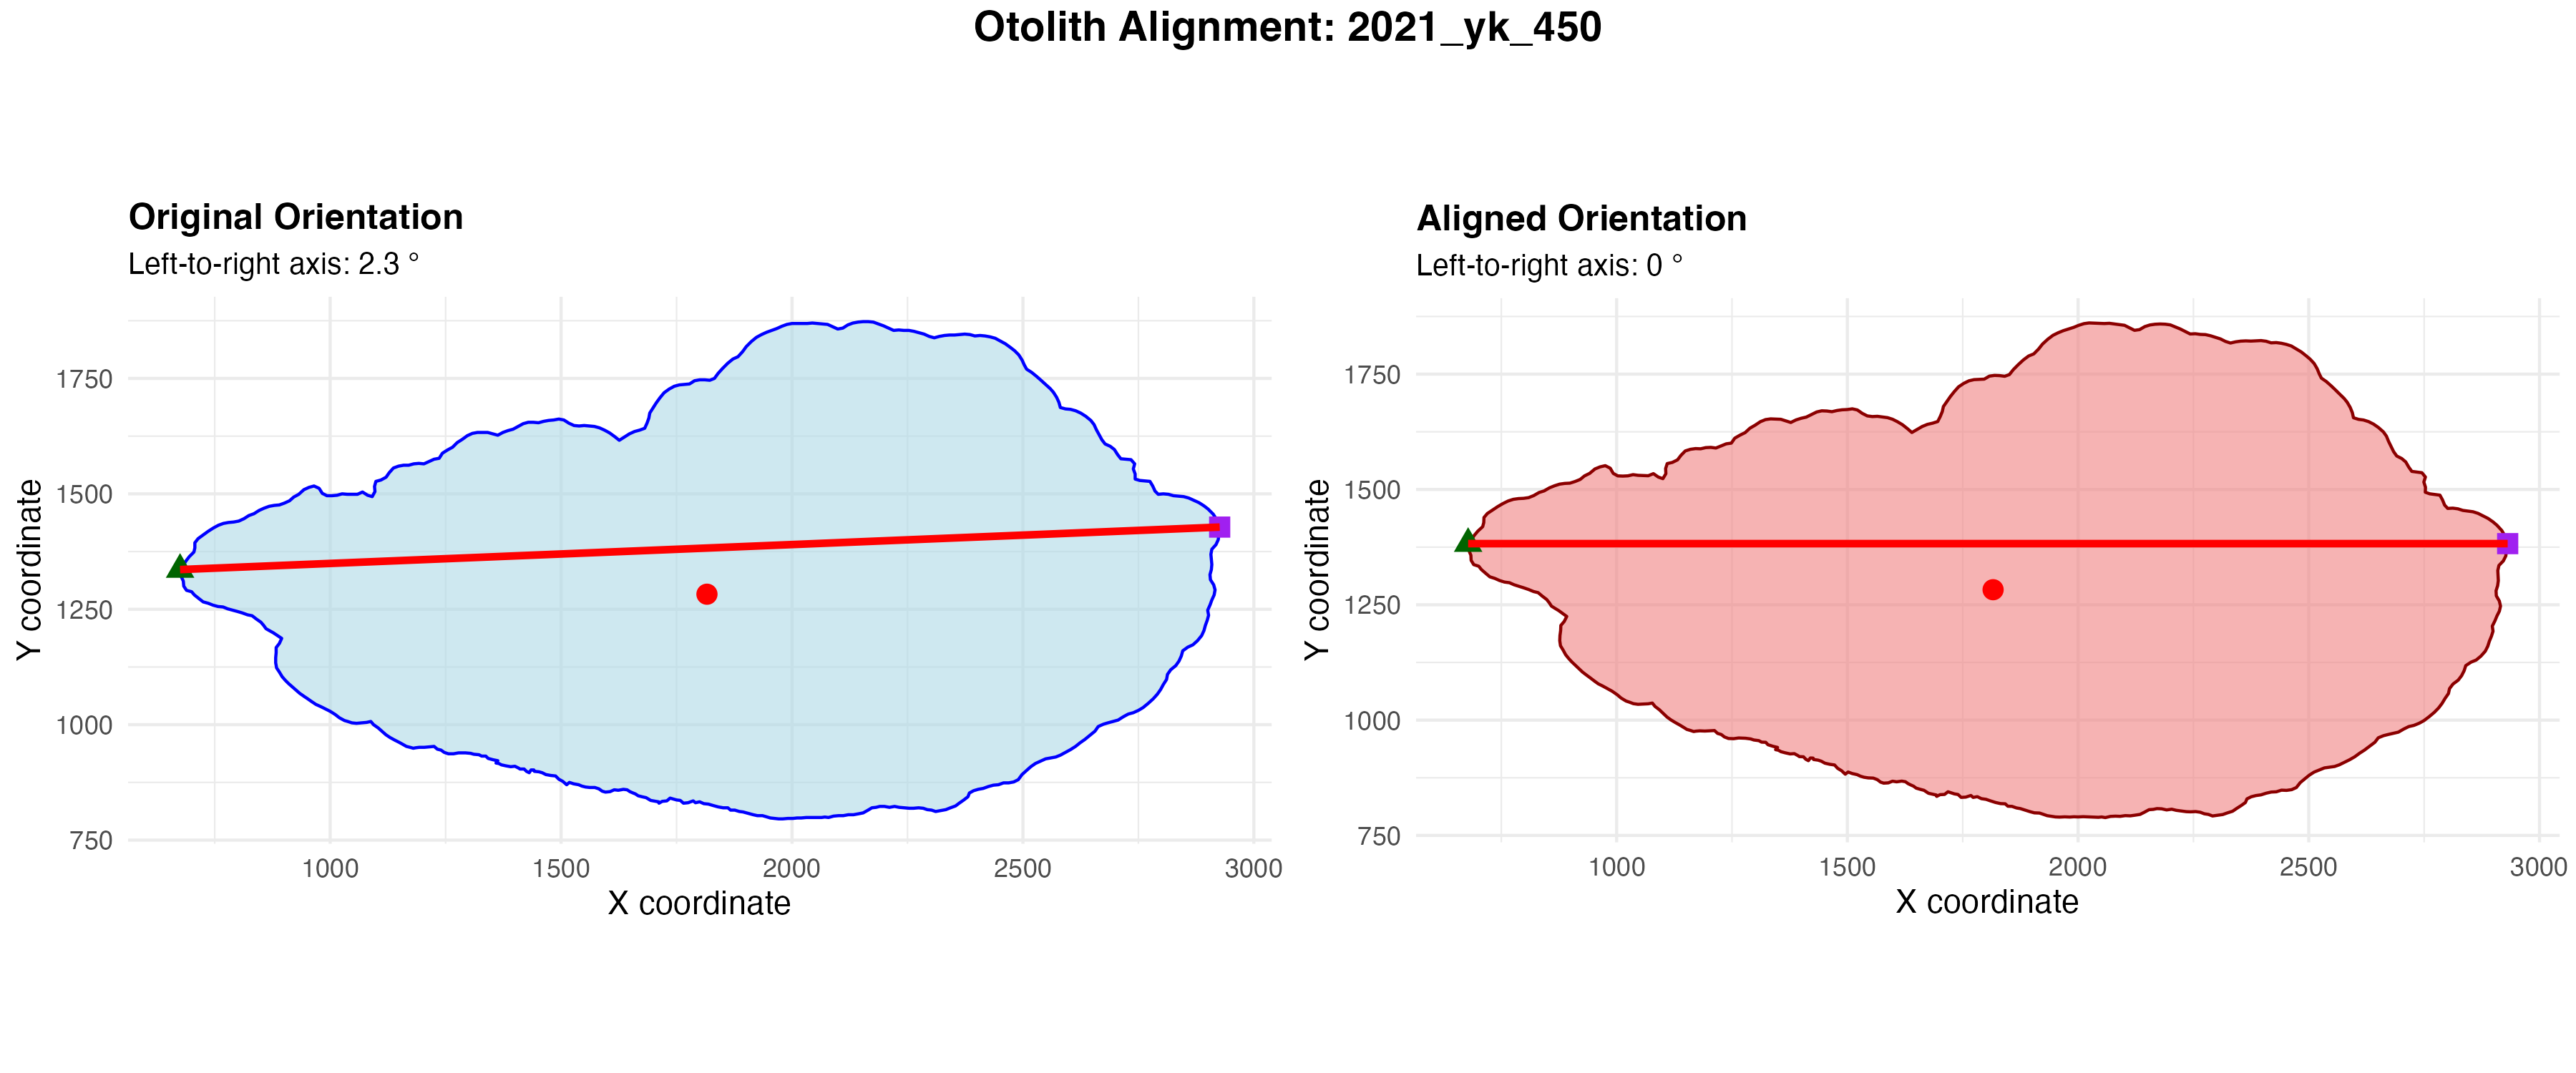 Otolith Alignment: 2021_yk_450
Original Orientation
Left-to-right axis: 2.3 °
Y coordinate
1750
1500
1250
1000
750
1000 1500 2000 2500 3000
X coordinate
Aligned Orientation
Left-to-right axis: 0 °
Y coordinate
1750
1500
1250
1000
750
1000 1500 2000 2500 3000
X coordinate